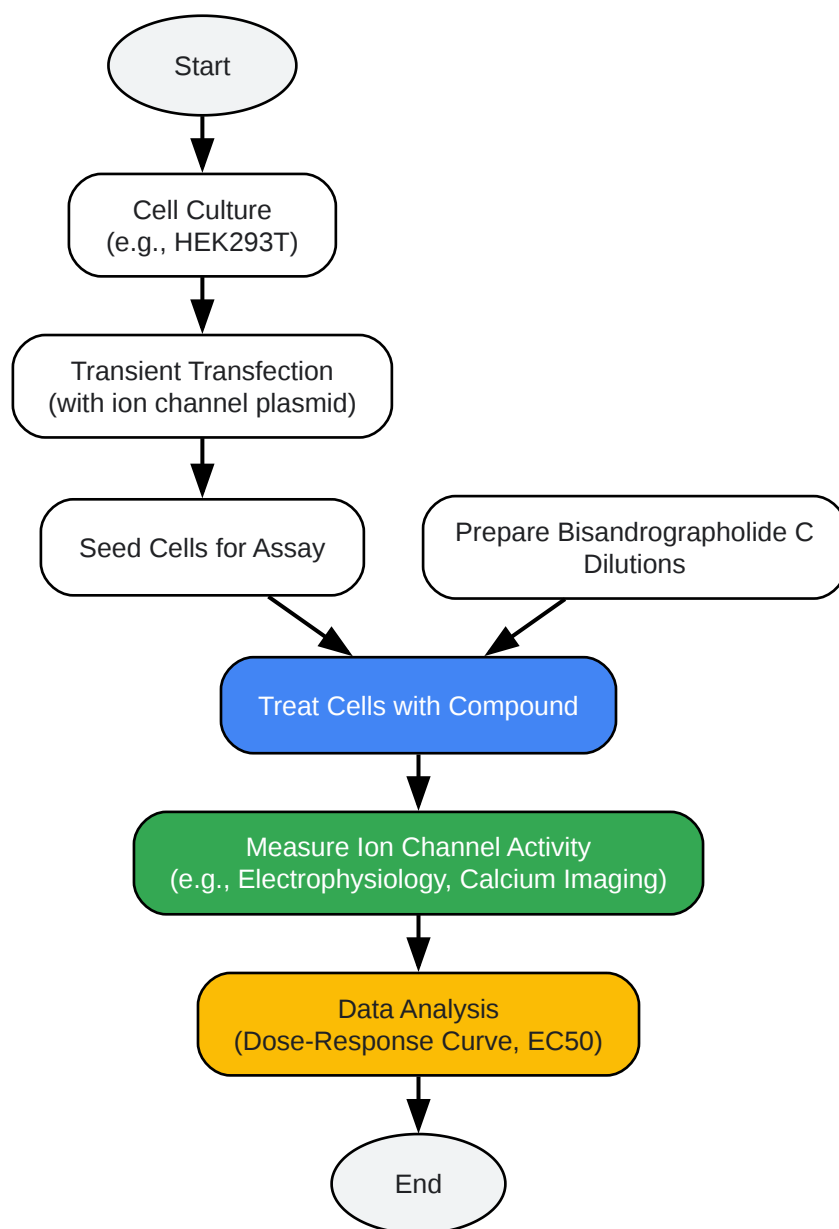 Start
Cell Culture
(e.g., HEK293T)
Transient Transfection
(with ion channel plasmid)
Seed Cells for Assay
Prepare Bisandrographolide C
Dilutions
Treat Cells with Compound
Measure Ion Channel Activity
(e.g., Electrophysiology, Calcium Imaging)
Data Analysis
(Dose-Response Curve, EC50)
End